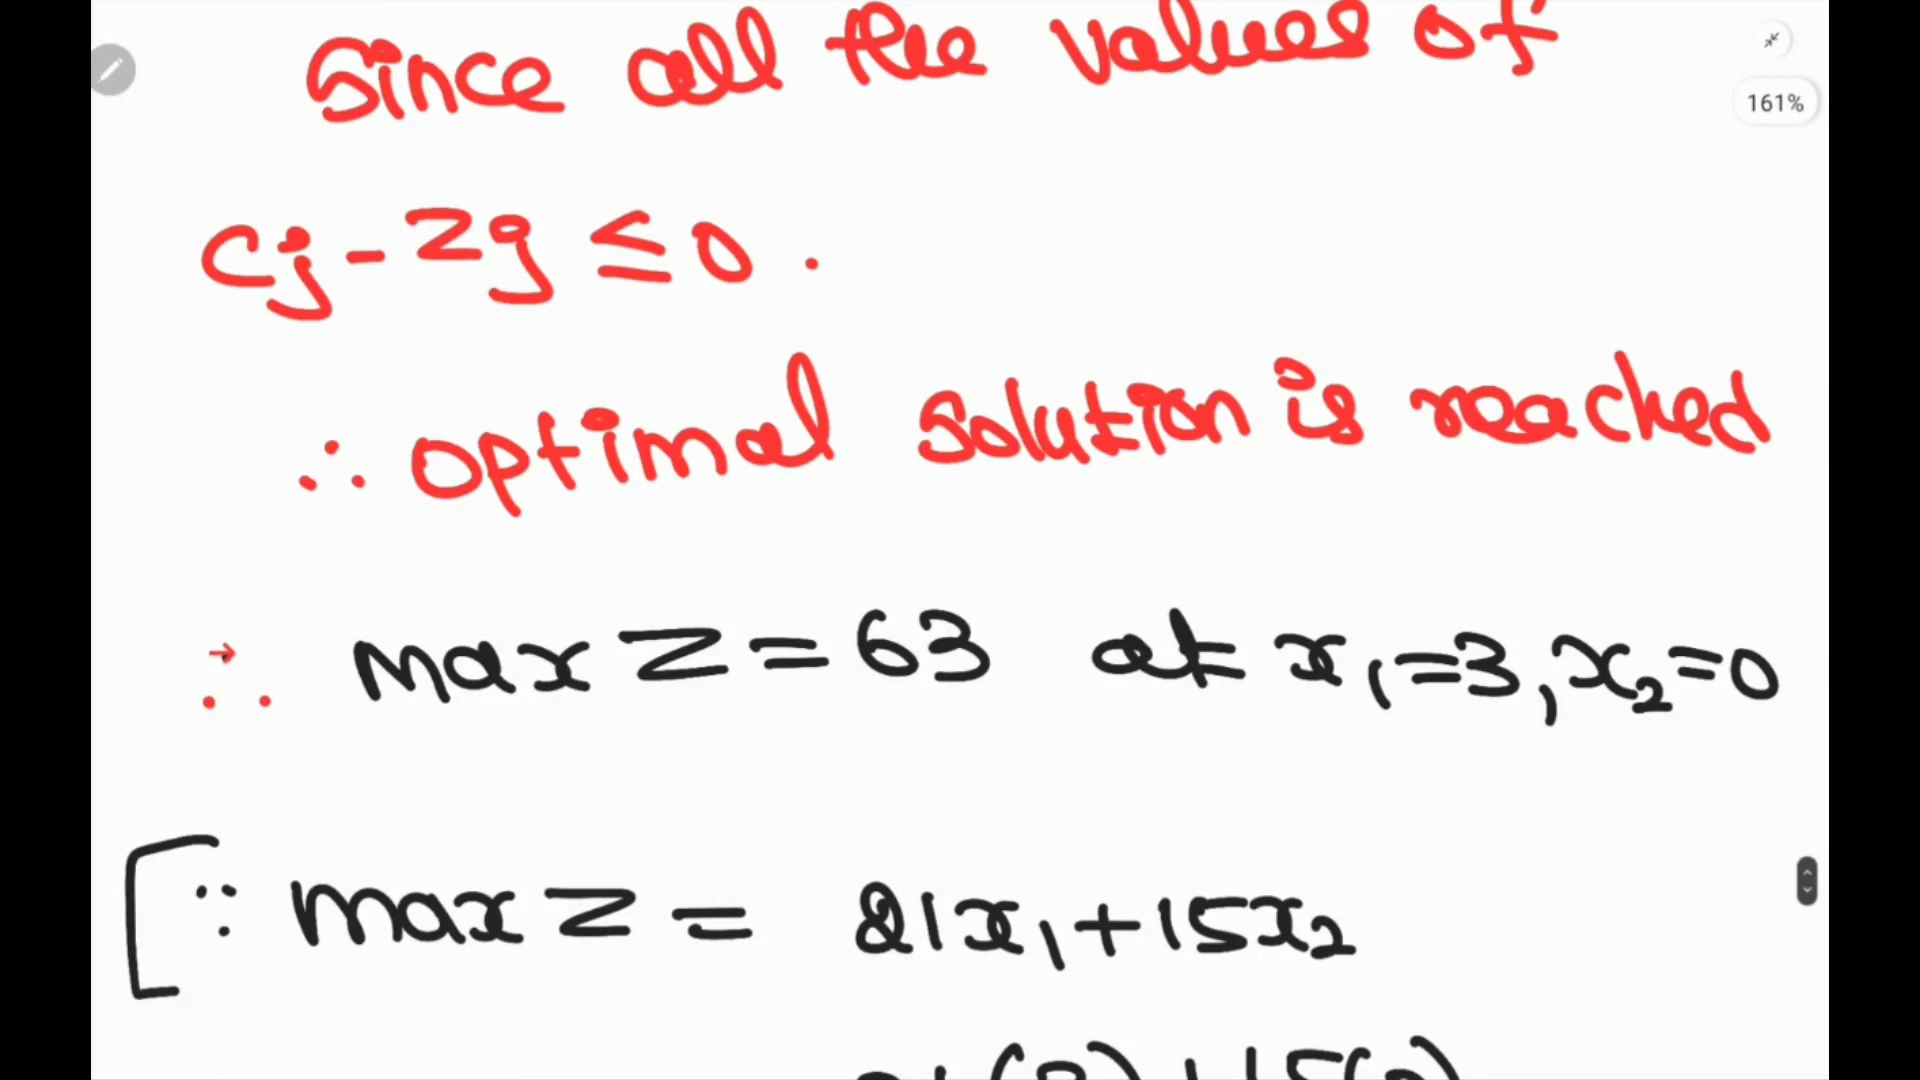 since all the values of
161%
cj - zj ≤ 0 .
∴ optimal solution is reached
∴ max Z = 63 at x₁ = 3, x₂ = 0
[∵ max Z = 21x₁ + 15x₂